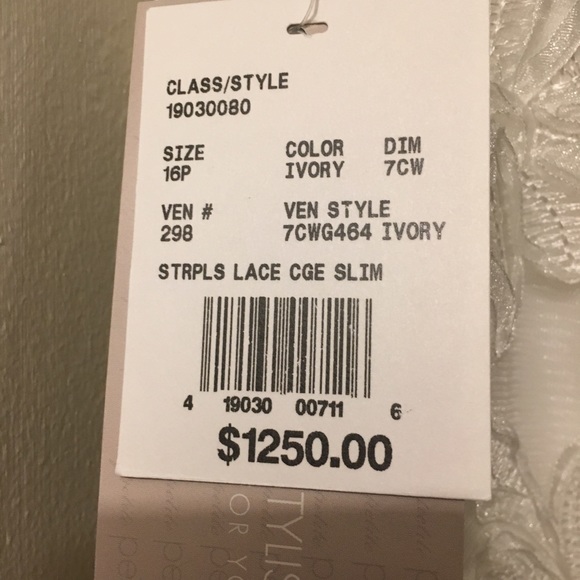 CLASS/STYLE
19030080
SIZE COLOR DIM
16P IVORY 7CW
VEN # VEN STYLE
298 7CWG464 IVORY
STRPLS LACE CGE SLIM
4 19030 00711 6
$1250.00